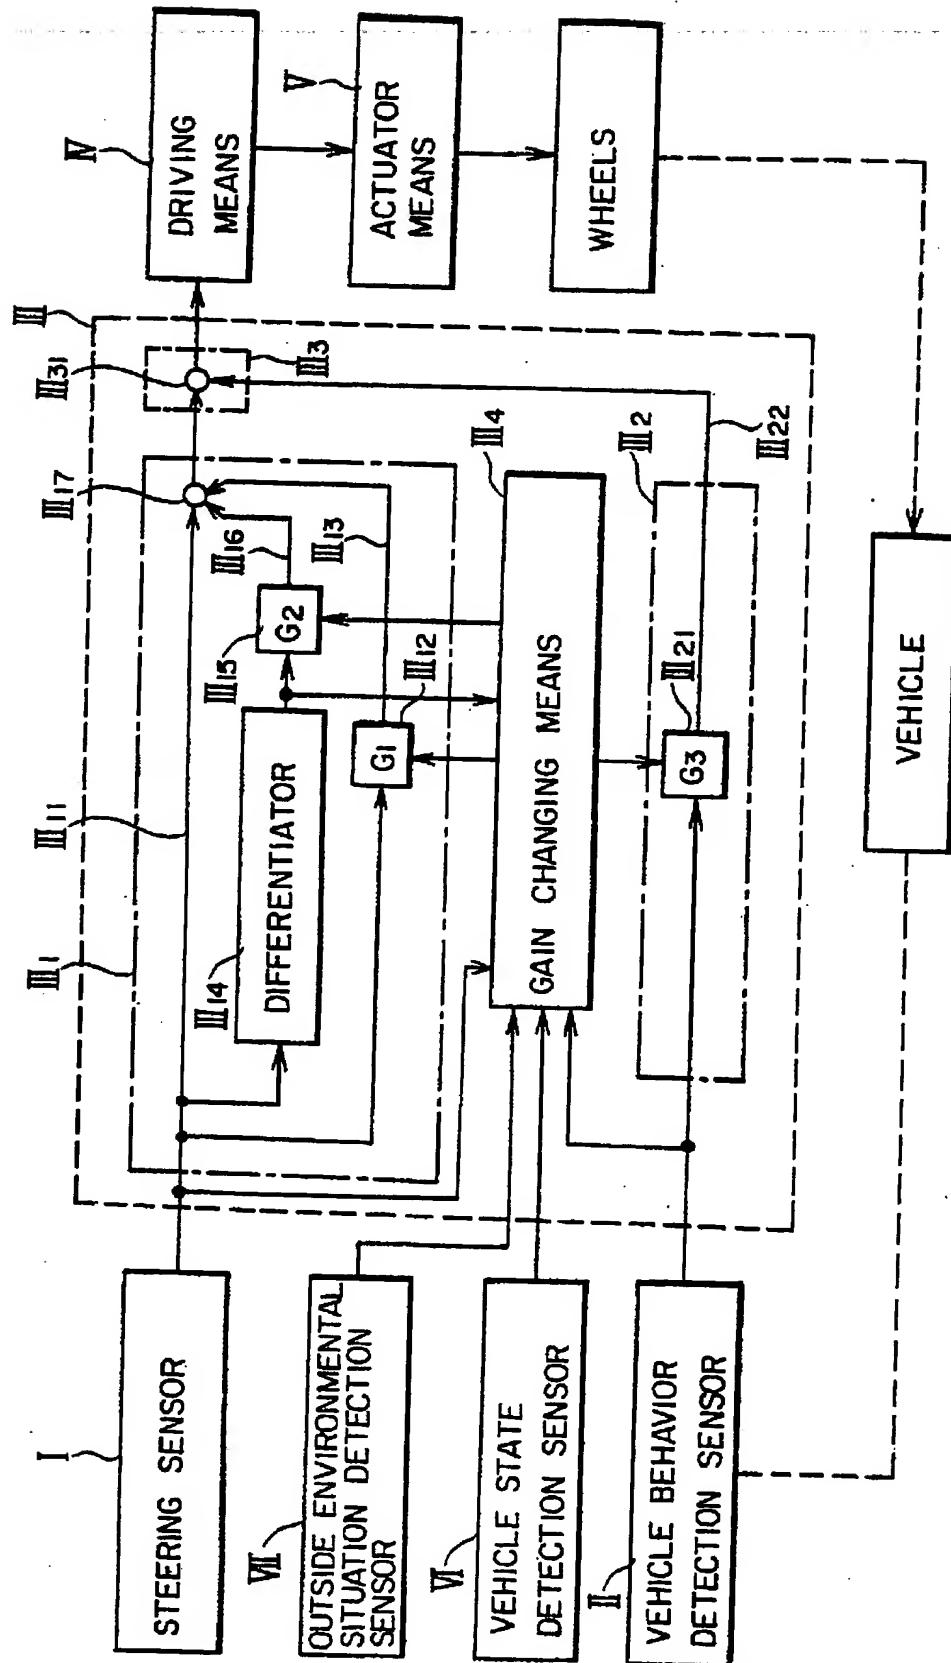 I
STEERING SENSOR
VII
OUTSIDE ENVIRONMENTAL
SITUATION DETECTION
SENSOR
VI
VEHICLE STATE
DETECTION SENSOR
II
VEHICLE BEHAVIOR
DETECTION SENSOR
III
III1
III11
III14
DIFFERENTIATOR
III15
G2
III16
III17
G1
III12
III13
III4
GAIN CHANGING MEANS
III2
G3
III21
III22
III31
III3
IV
DRIVING
MEANS
V
ACTUATOR
MEANS
WHEELS
VEHICLE